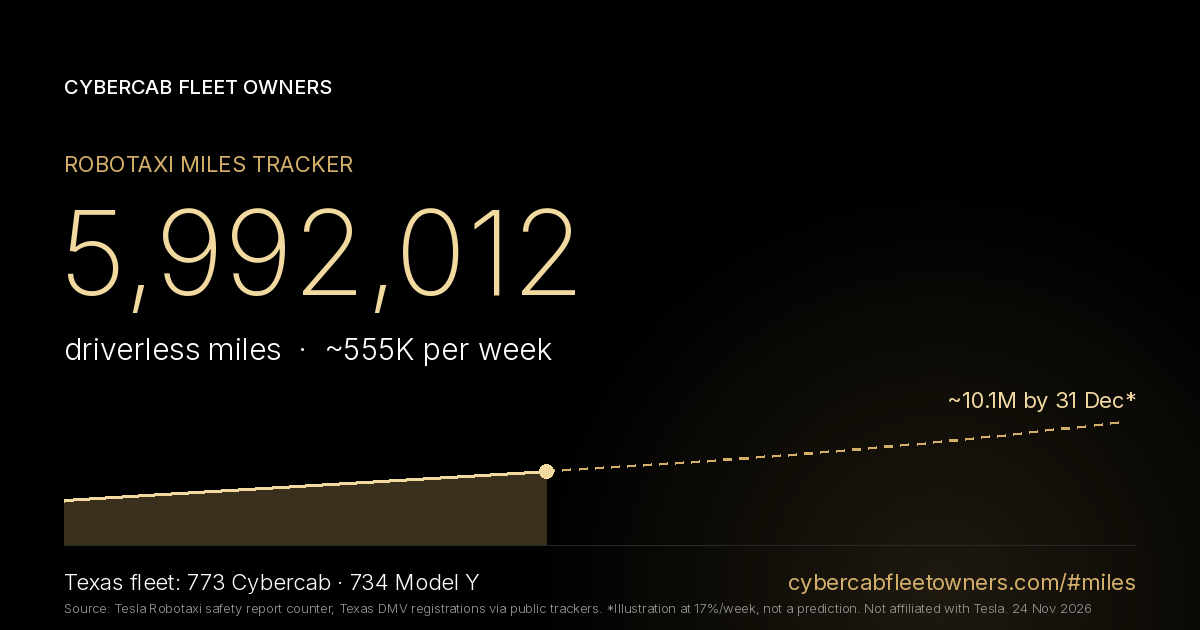 CYBERCAB FLEET OWNERS
ROBOTAXI MILES TRACKER
5,992,012
driverless miles · ~555K per week
~10.1M by 31 Dec*
Texas fleet: 773 Cybercab · 734 Model Y
cybercabfleetowners.com/#miles
Source: Tesla Robotaxi safety report counter, Texas DMV registrations via public trackers. *Illustration at 17%/week, not a prediction. Not affiliated with Tesla. 24 Nov 2026